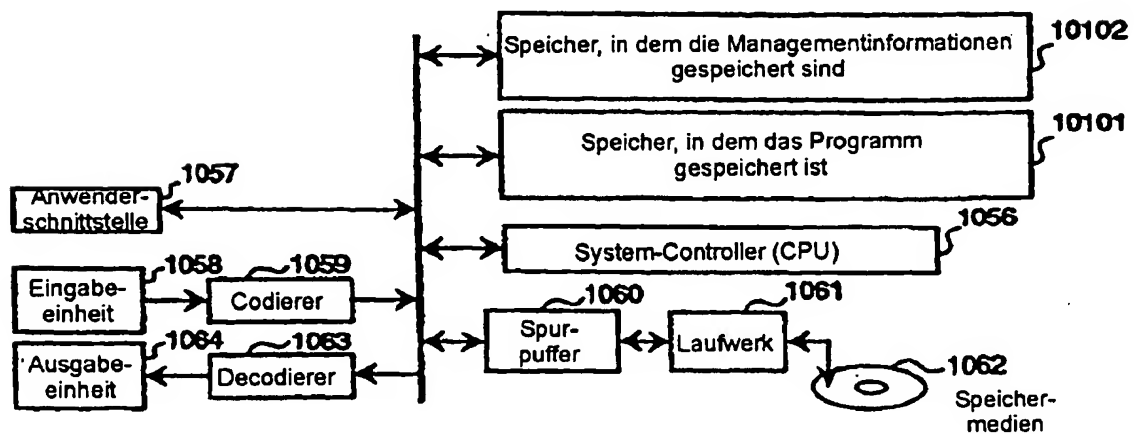 10102
Speicher, in dem die Managementinformationen
gespeichert sind
10101
Speicher, in dem das Programm
gespeichert ist
1057
Anwender-
schnittstelle
1056
System-Controller (CPU)
1058
1059
1060
1061
Eingabe-
einheit
Codierer
Spur-
puffer
Laufwerk
1064
1063
1062
Ausgabe-
einheit
Decodierer
Speicher-
medien